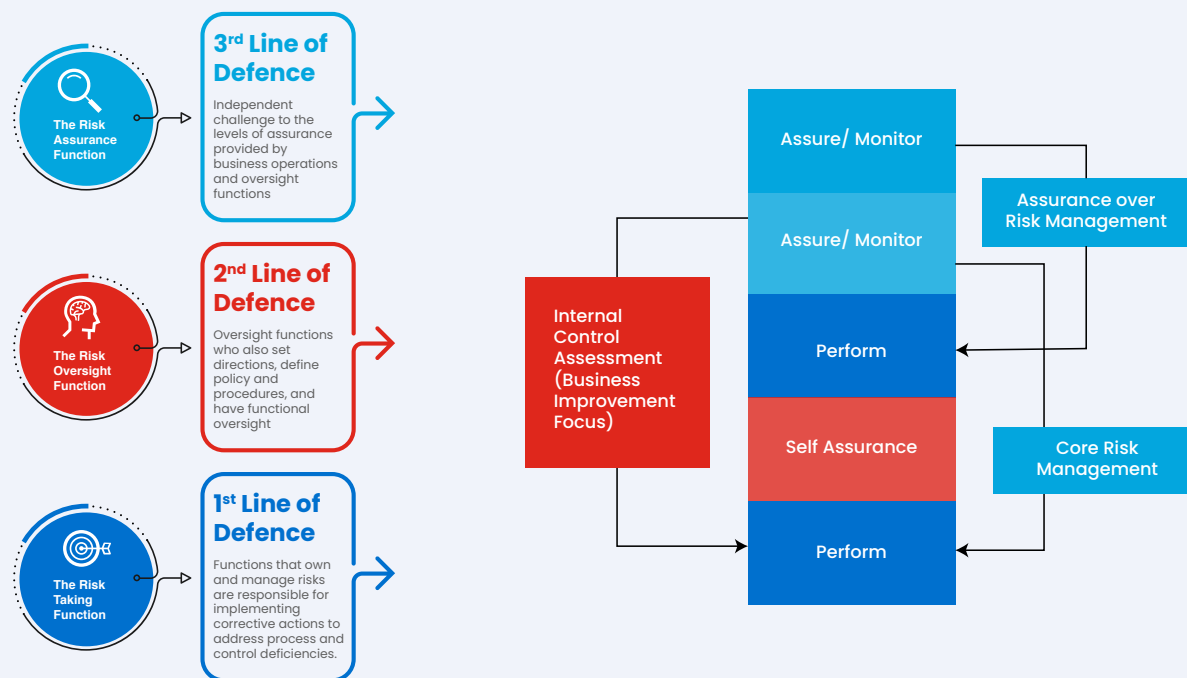 The Risk
Assurance
Function
3rd Line of
Defence
Independent
challenge to the
levels of assurance
provided by
business operations
and oversight
functions
The Risk
Oversight
Function
2nd Line of
Defence
Oversight functions
who also set
directions, define
policy and
procedures, and
have functional
oversight
The Risk
Taking
Function
1st Line of
Defence
Functions that own
and manage risks
are responsible for
implementing
corrective actions to
address process and
control deficiencies.
Internal
Control
Assessment
(Business
Improvement
Focus)
Assure/ Monitor
Assure/ Monitor
Perform
Self Assurance
Perform
Assurance over
Risk Management
Core Risk
Management